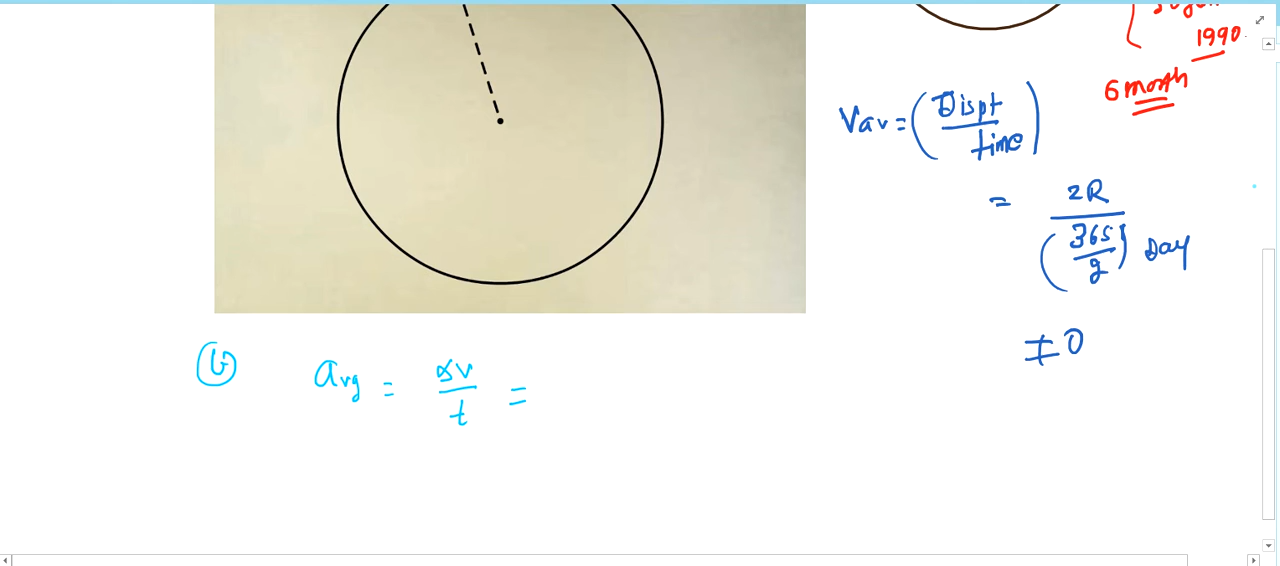 1990
6 month
Vav = (Dispt / time)
= 2R / (365 / 2) Day
≠ 0
(b) avg = ΔV / t =